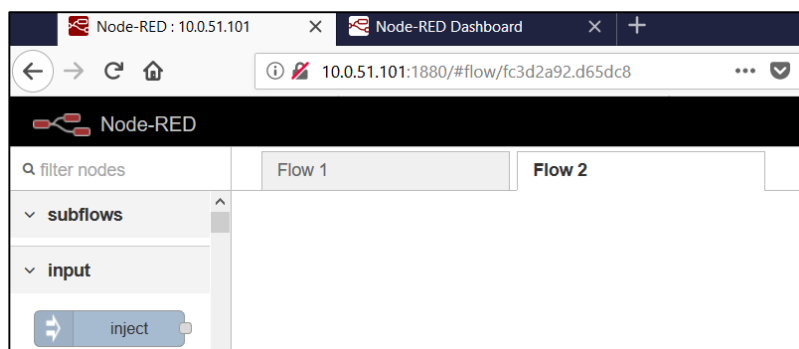 Node-RED : 10.0.51.101 Node-RED Dashboard
10.0.51.101:1880/#flow/fc3d2a92.d65dc8
Node-RED
filter nodes Flow 1 Flow 2
subflows
input
inject